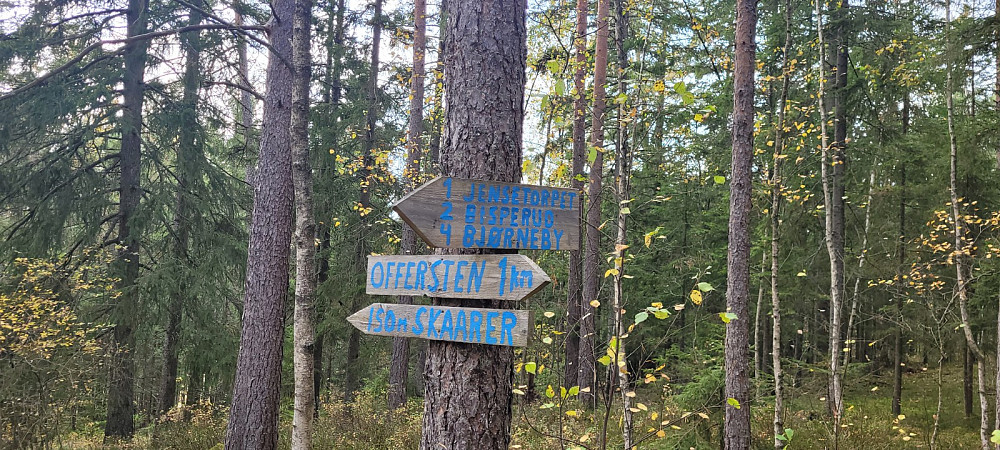 1 JENSETORPET
2 BISPERUD
4 BJØRNEBY
OFFERSTEN 1km
150m SKAARER